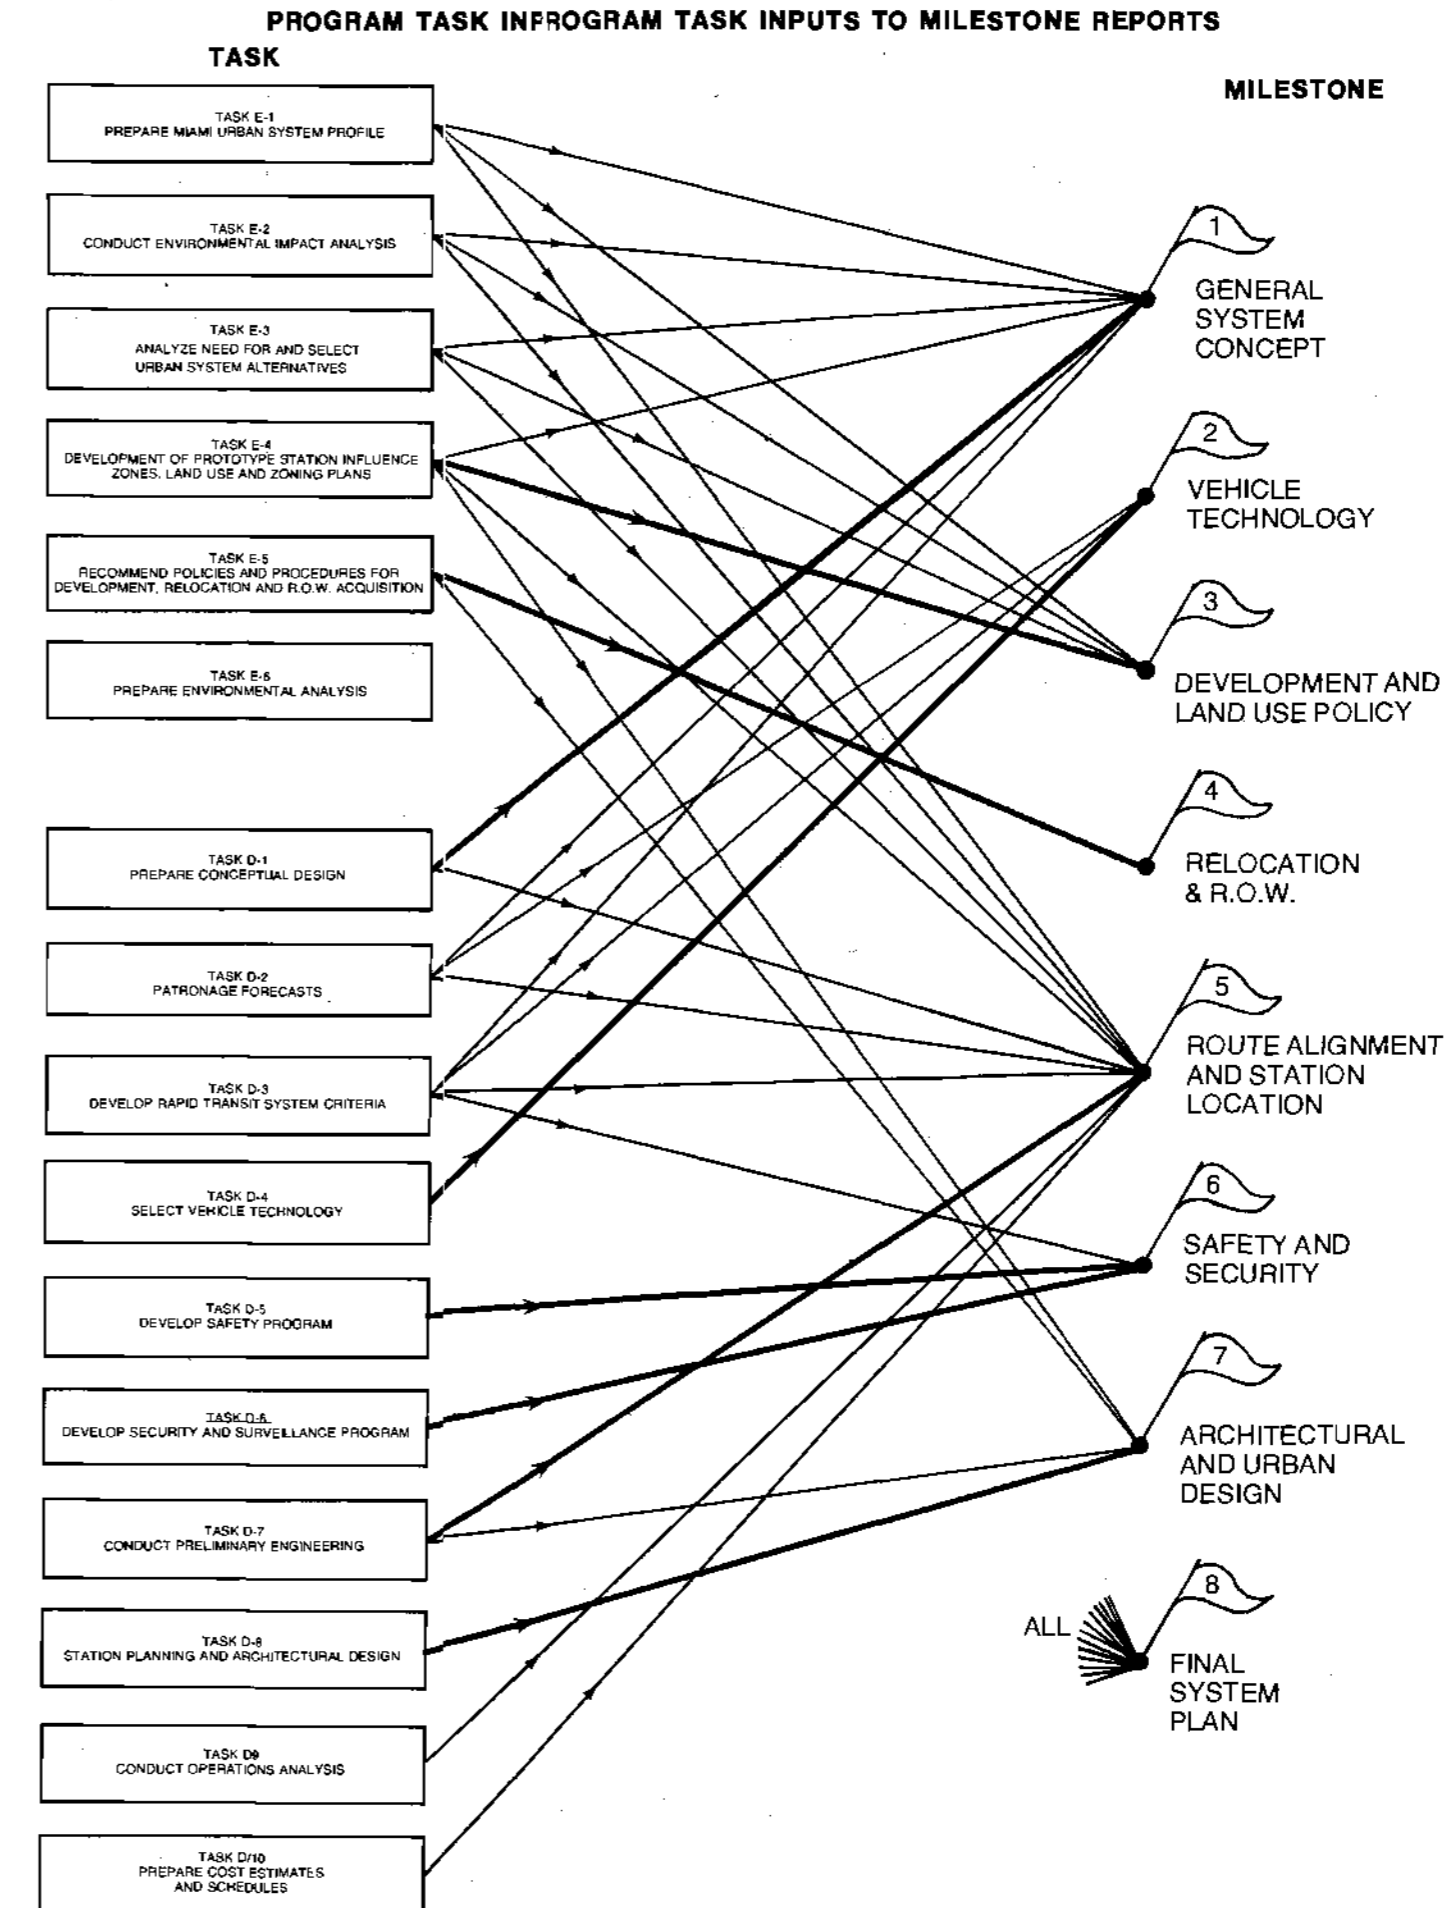 PROGRAM TASK INPROGRAM TASK INPUTS TO MILESTONE REPORTS
TASK
MILESTONE
TASK E-1
PREPARE MIAMI URBAN SYSTEM PROFILE
TASK E-2
CONDUCT ENVIRONMENTAL IMPACT ANALYSIS
TASK E-3
ANALYZE NEED FOR AND SELECT
URBAN SYSTEM ALTERNATIVES
TASK E-4
DEVELOPMENT OF PROTOTYPE STATION INFLUENCE
ZONES, LAND USE AND ZONING PLANS
TASK E-5
RECOMMEND POLICIES AND PROCEDURES FOR
DEVELOPMENT, RELOCATION AND R.O.W. ACQUISITION
TASK E-6
PREPARE ENVIRONMENTAL ANALYSIS
TASK D-1
PREPARE CONCEPTUAL DESIGN
TASK D-2
PATRONAGE FORECASTS
TASK D-3
DEVELOP RAPID TRANSIT SYSTEM CRITERIA
TASK D-4
SELECT VEHICLE TECHNOLOGY
TASK D-5
DEVELOP SAFETY PROGRAM
TASK D-6
DEVELOP SECURITY AND SURVEILLANCE PROGRAM
TASK D-7
CONDUCT PRELIMINARY ENGINEERING
TASK D-8
STATION PLANNING AND ARCHITECTURAL DESIGN
TASK D9
CONDUCT OPERATIONS ANALYSIS
TASK D/10
PREPARE COST ESTIMATES
AND SCHEDULES
1
GENERAL
SYSTEM
CONCEPT
2
VEHICLE
TECHNOLOGY
3
DEVELOPMENT AND
LAND USE POLICY
4
RELOCATION
& R.O.W.
5
ROUTE ALIGNMENT
AND STATION
LOCATION
6
SAFETY AND
SECURITY
7
ARCHITECTURAL
AND URBAN
DESIGN
8
ALL
FINAL
SYSTEM
PLAN